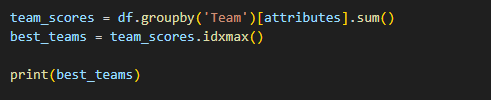 team_scores = df.groupby('Team')[attributes].sum()
best_teams = team_scores.idxmax()
print(best_teams)